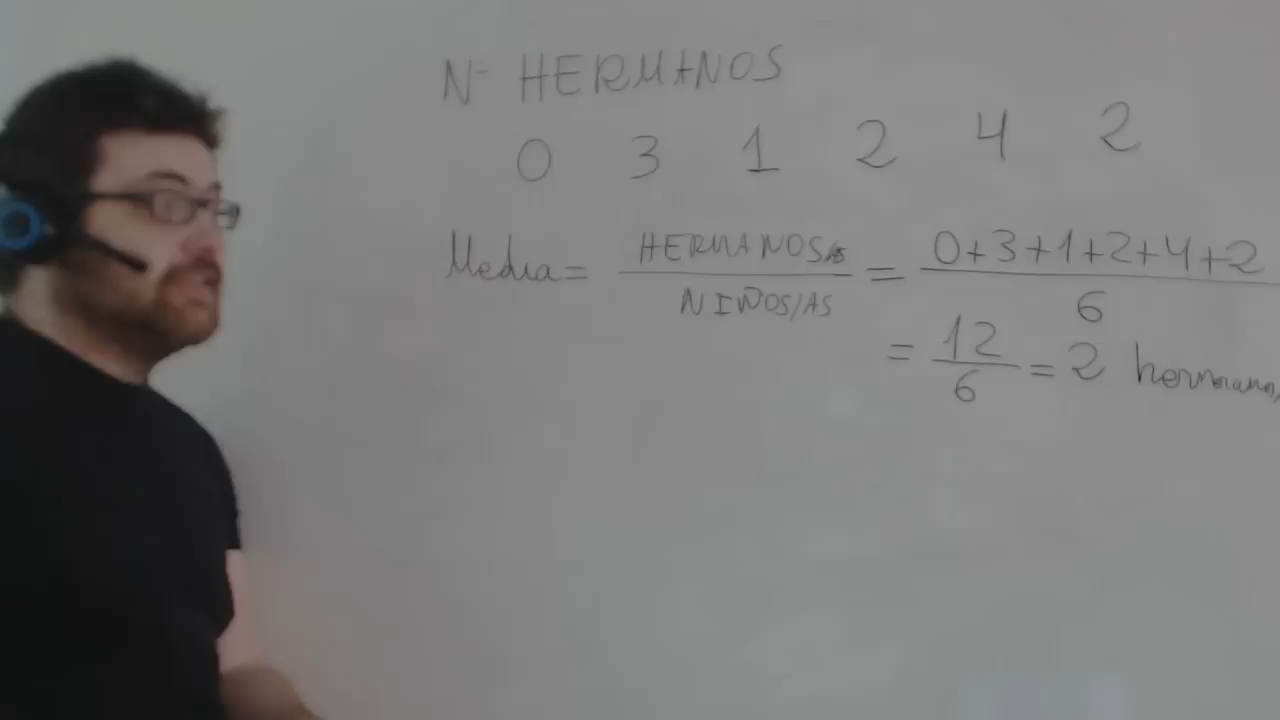 Nº HERMANOS
0 3 1 2 4 2
Media = HERMANOS/AS / NIÑOS/AS = 0+3+1+2+4+2 / 6
= 12 / 6 = 2 hermanos/